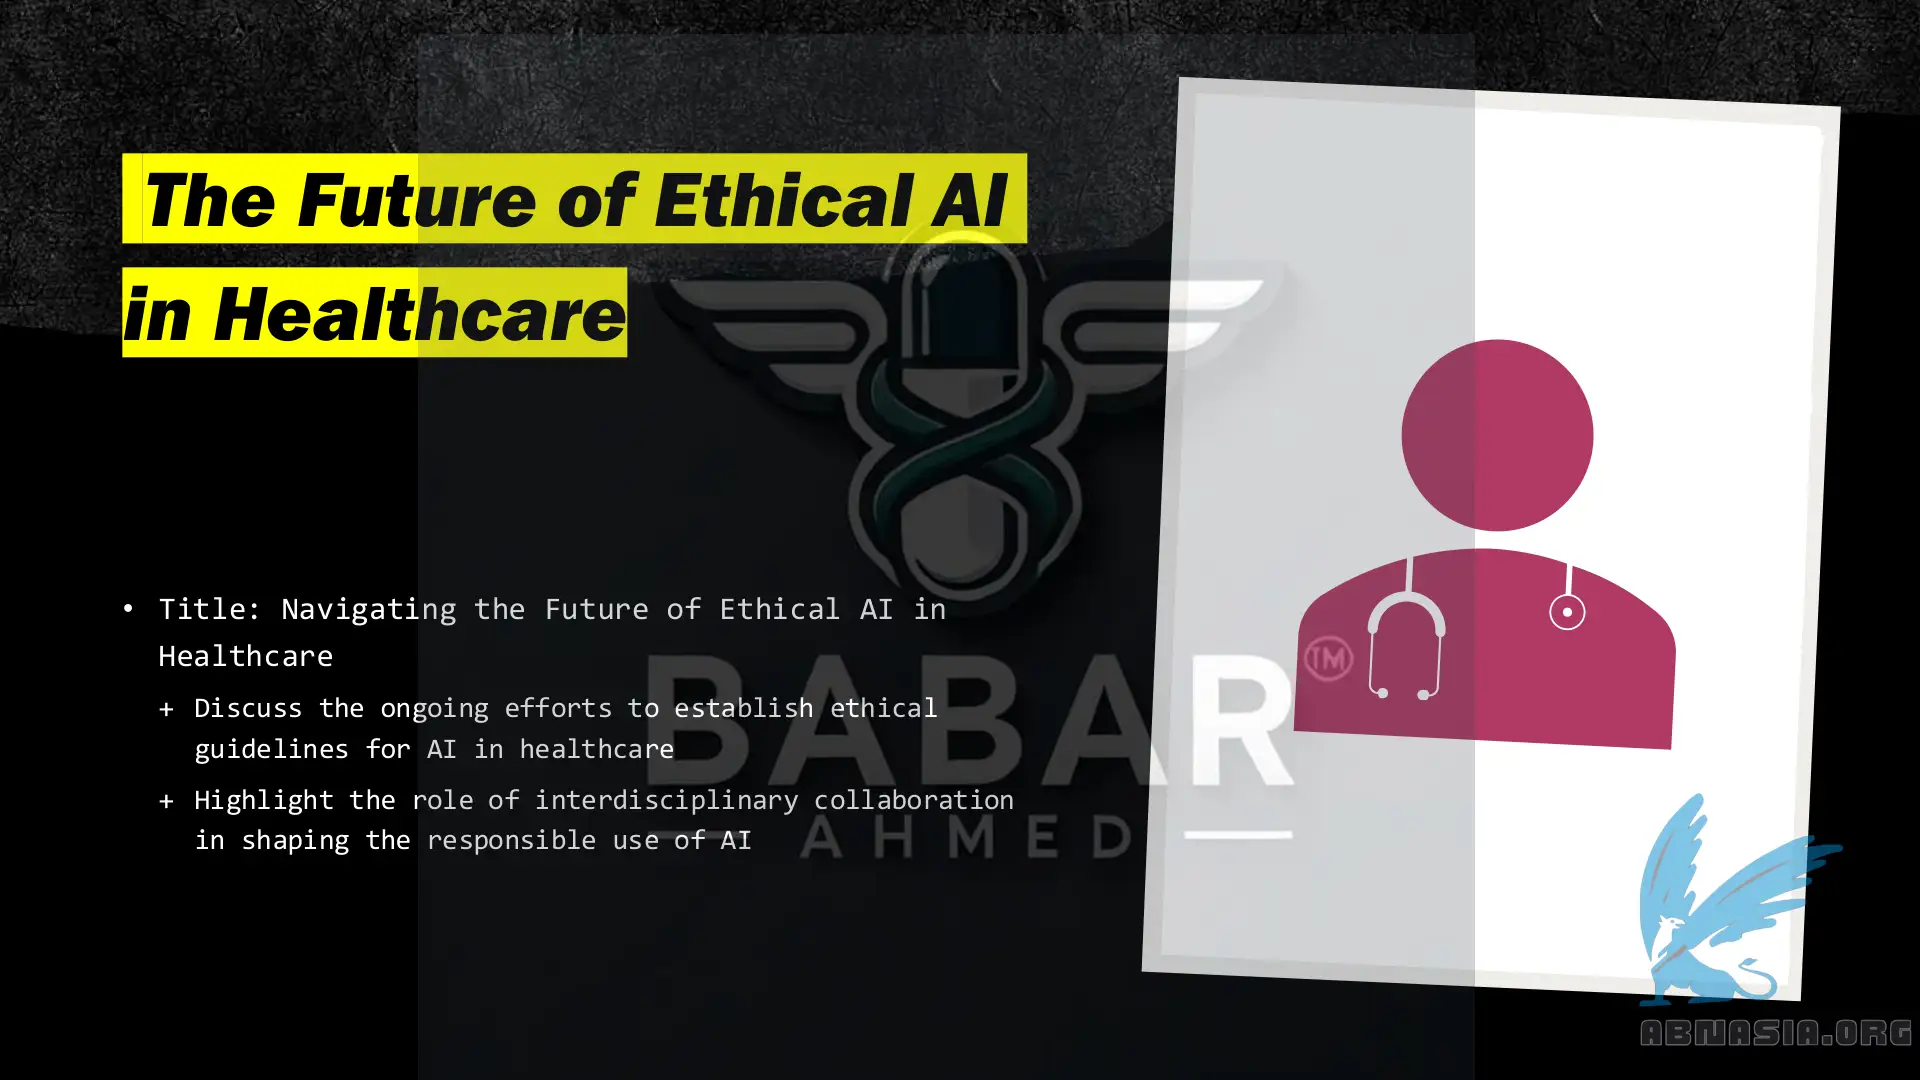 The Future of Ethical AI
in Healthcare
• Title: Navigating the Future of Ethical AI in
Healthcare
+ Discuss the ongoing efforts to establish ethical
guidelines for AI in healthcare
+ Highlight the role of interdisciplinary collaboration
in shaping the responsible use of AI
BABAR TM
AHMED
ABNASIA.ORG